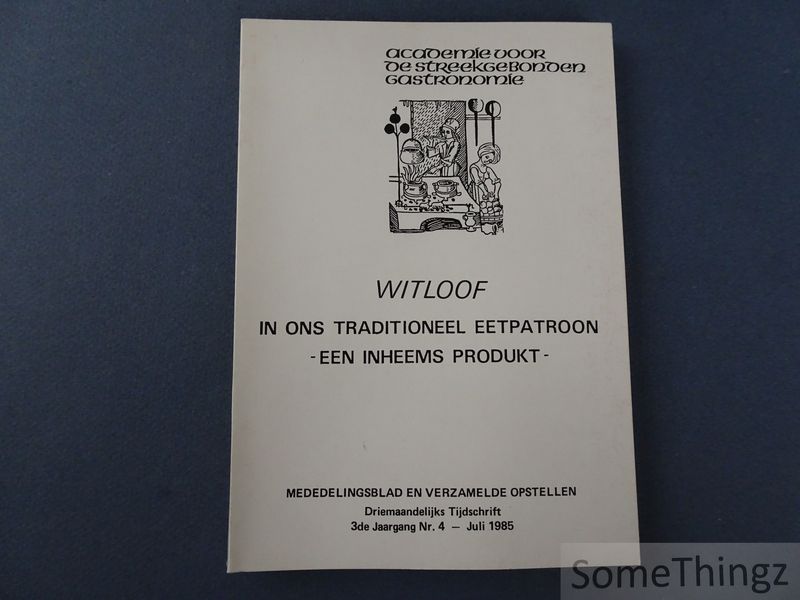 academie voor
de streekgebonden
gastronomie
WITLOOF
IN ONS TRADITIONEEL EETPATROON
- EEN INHEEMS PRODUKT -
MEDEDELINGSBLAD EN VERZAMELDE OPSTELLEN
Driemaandelijks Tijdschrift
3de Jaargang Nr. 4 — Juli 1985
SomeThingz